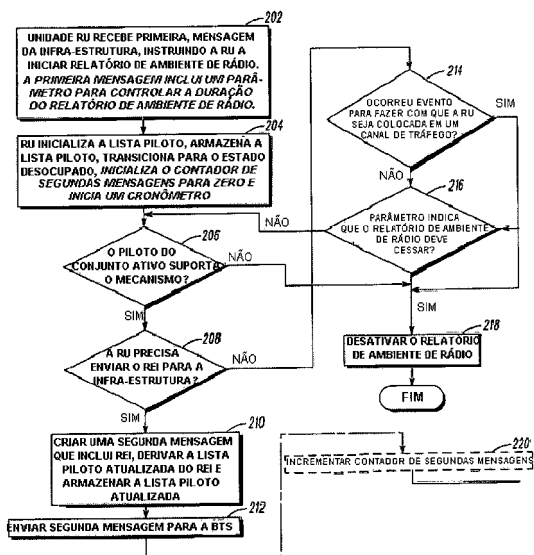 202
UNIDADE RU RECEBE PRIMEIRA, MENSAGEM
DA INFRA-ESTRUTURA, INSTRUINDO A RU A
INICIAR RELATÓRIO DE AMBIENTE DE RÁDIO.
A PRIMEIRA MENSAGEM INCLUI UM PARÂ-
METRO PARA CONTROLAR A DURAÇÃO
DO RELATÓRIO DE AMBIENTE DE RÁDIO.
204
RU INICIALIZA A LISTA PILOTO, ARMAZENA A
LISTA PILOTO, TRANSICIONA PARA O ESTADO
DESOCUPADO, INICIALIZA O CONTADOR DE
SEGUNDAS MENSAGENS PARA ZERO E
INICIA UM CRONÔMETRO
206
O PILOTO DO
CONJUNTO ATIVO SUPORTA
O MECANISMO?
NÃO
SIM
208
A RU PRECISA
ENVIAR O REI PARA A
INFRA-ESTRUTURA?
NÃO
SIM
210
CRIAR UMA SEGUNDA MENSAGEM
QUE INCLUI REI, DERIVAR A LISTA
PILOTO ATUALIZADA DO REI E
ARMAZENAR A LISTA PILOTO
ATUALIZADA
212
ENVIAR SEGUNDA MENSAGEM PARA A BTS
214
OCORREU EVENTO
PARA FAZER COM QUE A RU
SEJA COLOCADA EM UM
CANAL DE TRÁFEGO?
SIM
NÃO
216
PARÂMETRO INDICA
QUE O RELATÓRIO DE AMBIENTE
DE RÁDIO DEVE
CESSAR?
NÃO
SIM
218
DESATIVAR O RELATÓRIO
DE AMBIENTE DE RÁDIO
FIM
220
INCREMENTAR CONTADOR DE SEGUNDAS MENSAGENS